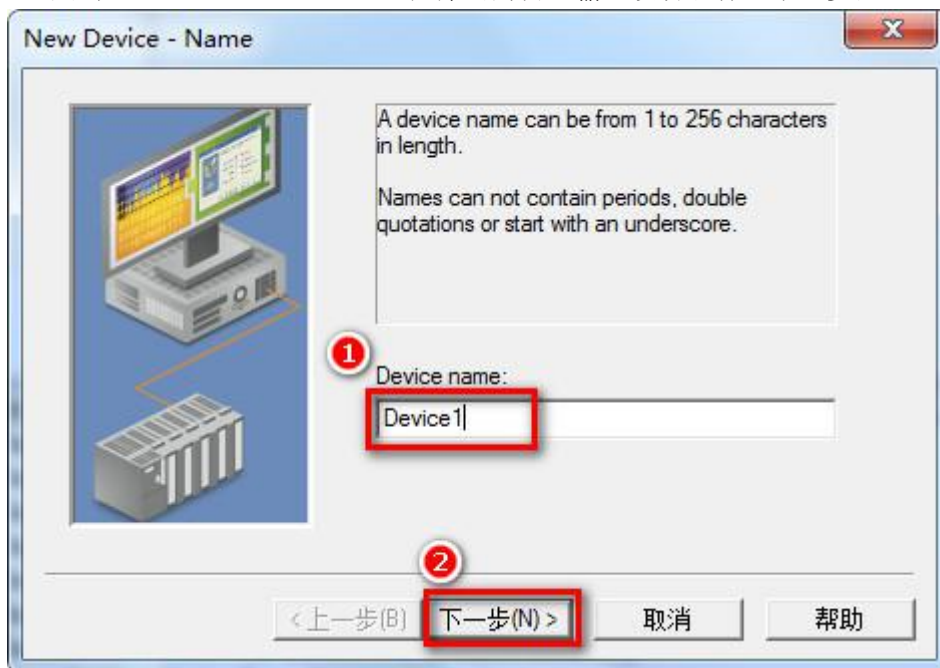 New Device - Name
A device name can be from 1 to 256 characters
in length.
Names can not contain periods, double
quotations or start with an underscore.
1
Device name:
Device1
2
<上一步(B) 下一步(N) > 取消 帮助